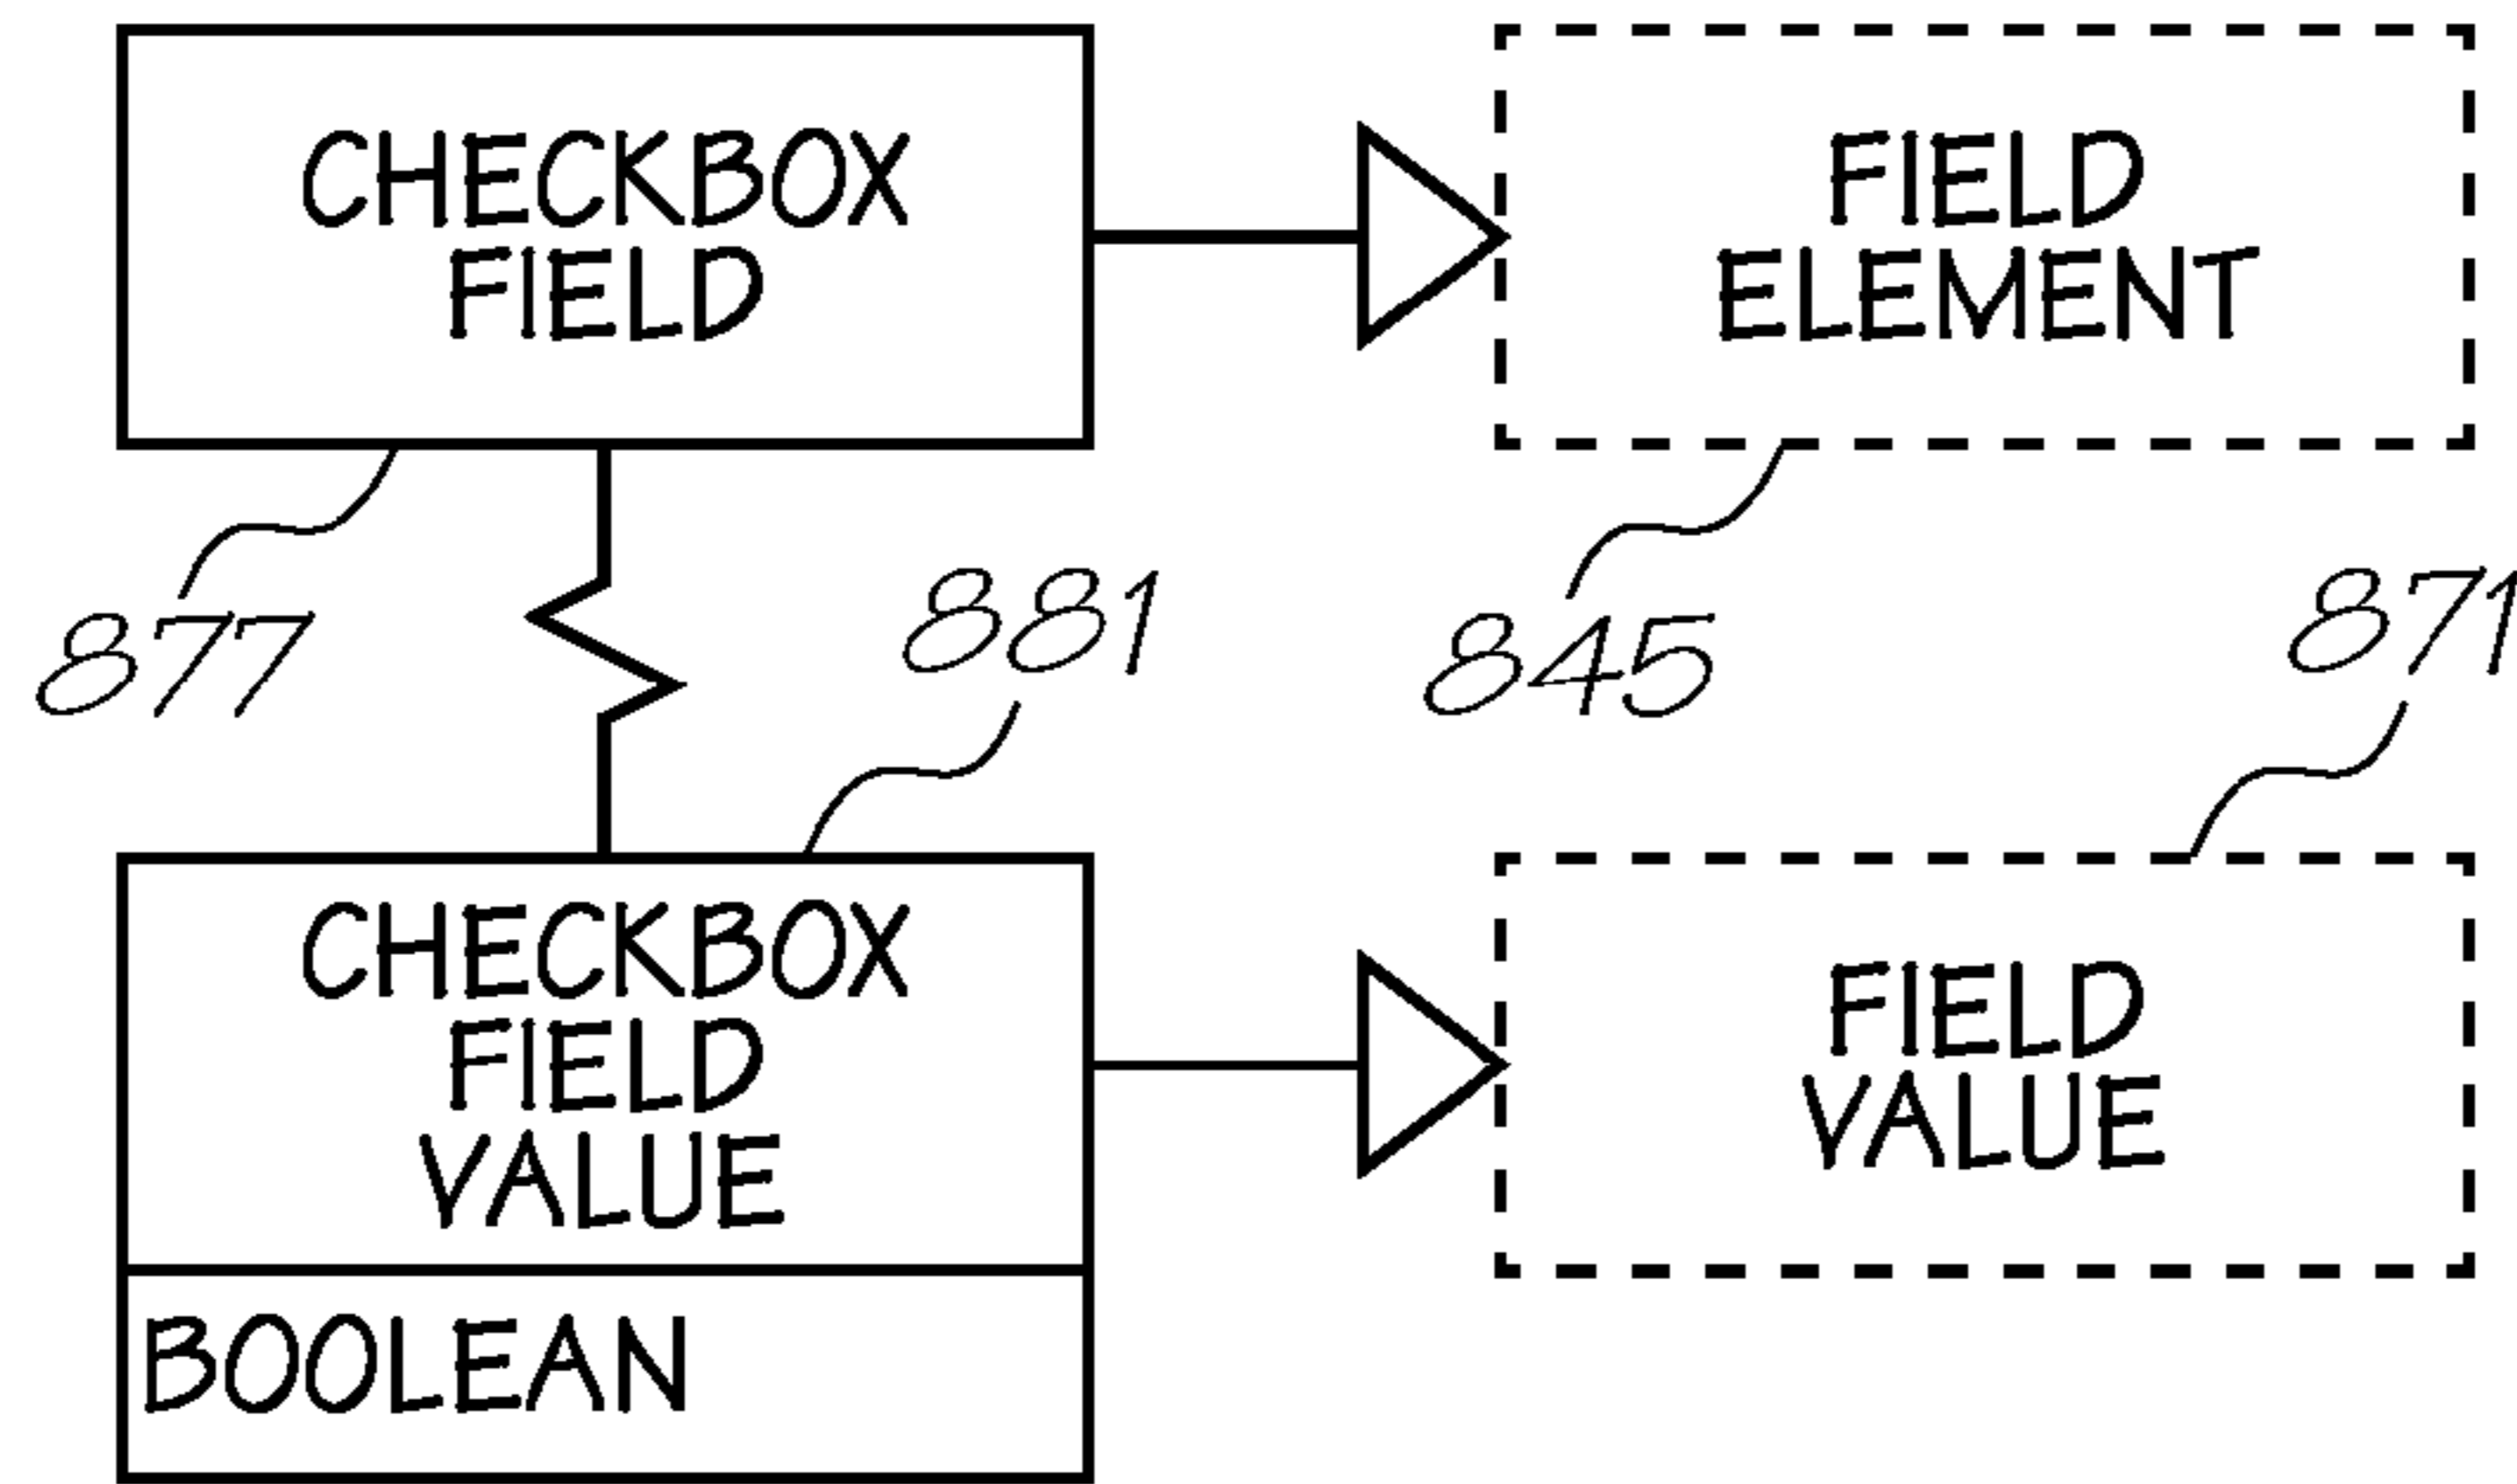 CHECKBOX
FIELD
FIELD
ELEMENT
877
881
845
871
CHECKBOX
FIELD
VALUE
BOOLEAN
FIELD
VALUE